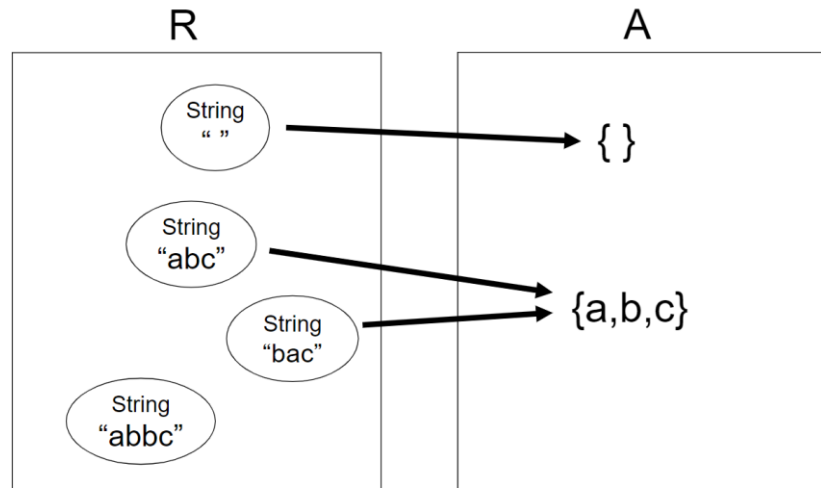 R
A
String
“ ”
{ }
String
“abc”
{a,b,c}
String
“bac”
String
“abbc”